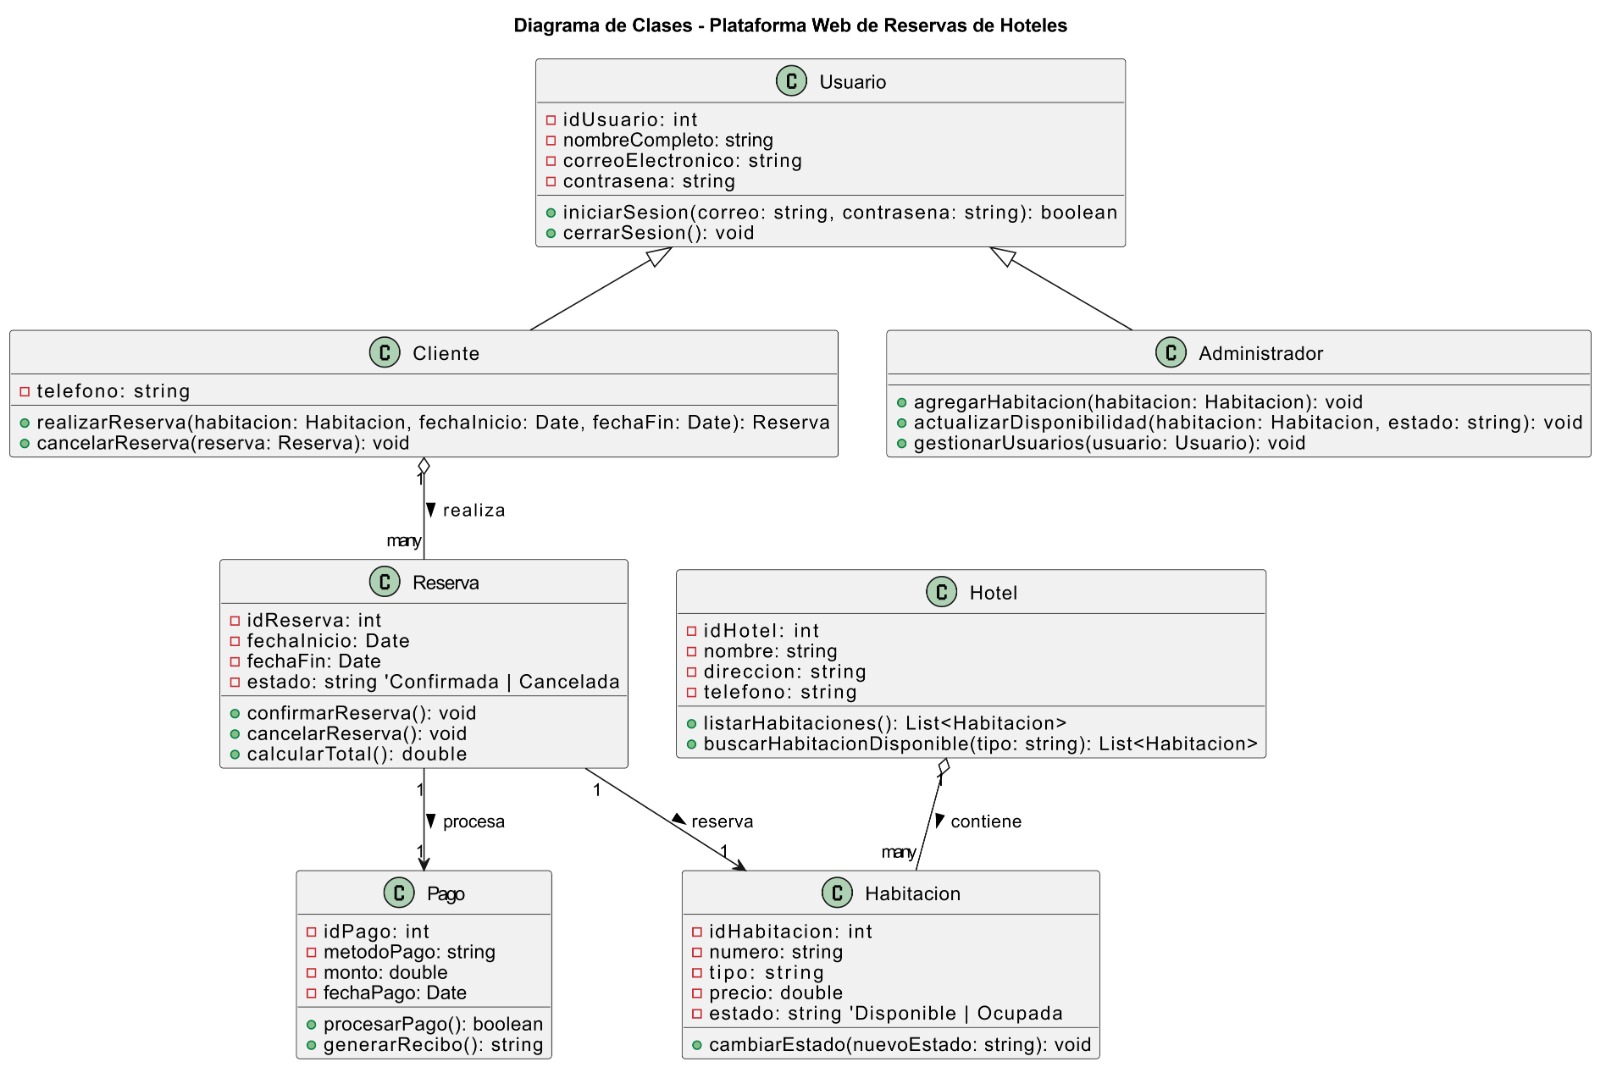 Diagrama de Clases - Plataforma Web de Reservas de Hoteles
C Usuario
idUsuario: int
nombreCompleto: string
correoElectronico: string
contrasena: string
iniciarSesion(correo: string, contrasena: string): boolean
cerrarSesion(): void
C Cliente
telefono: string
realizarReserva(habitacion: Habitacion, fechaInicio: Date, fechaFin: Date): Reserva
cancelarReserva(reserva: Reserva): void
C Administrador
agregarHabitacion(habitacion: Habitacion): void
actualizarDisponibilidad(habitacion: Habitacion, estado: string): void
gestionarUsuarios(usuario: Usuario): void
1
realiza
many
C Reserva
idReserva: int
fechaInicio: Date
fechaFin: Date
estado: string 'Confirmada | Cancelada
confirmarReserva(): void
cancelarReserva(): void
calcularTotal(): double
C Hotel
idHotel: int
nombre: string
direccion: string
telefono: string
listarHabitaciones(): List<Habitacion>
buscarHabitacionDisponible(tipo: string): List<Habitacion>
1
procesa
1
1
reserva
1
1
contiene
many
C Pago
idPago: int
metodoPago: string
monto: double
fechaPago: Date
procesarPago(): boolean
generarRecibo(): string
C Habitacion
idHabitacion: int
numero: string
tipo: string
precio: double
estado: string 'Disponible | Ocupada
cambiarEstado(nuevoEstado: string): void